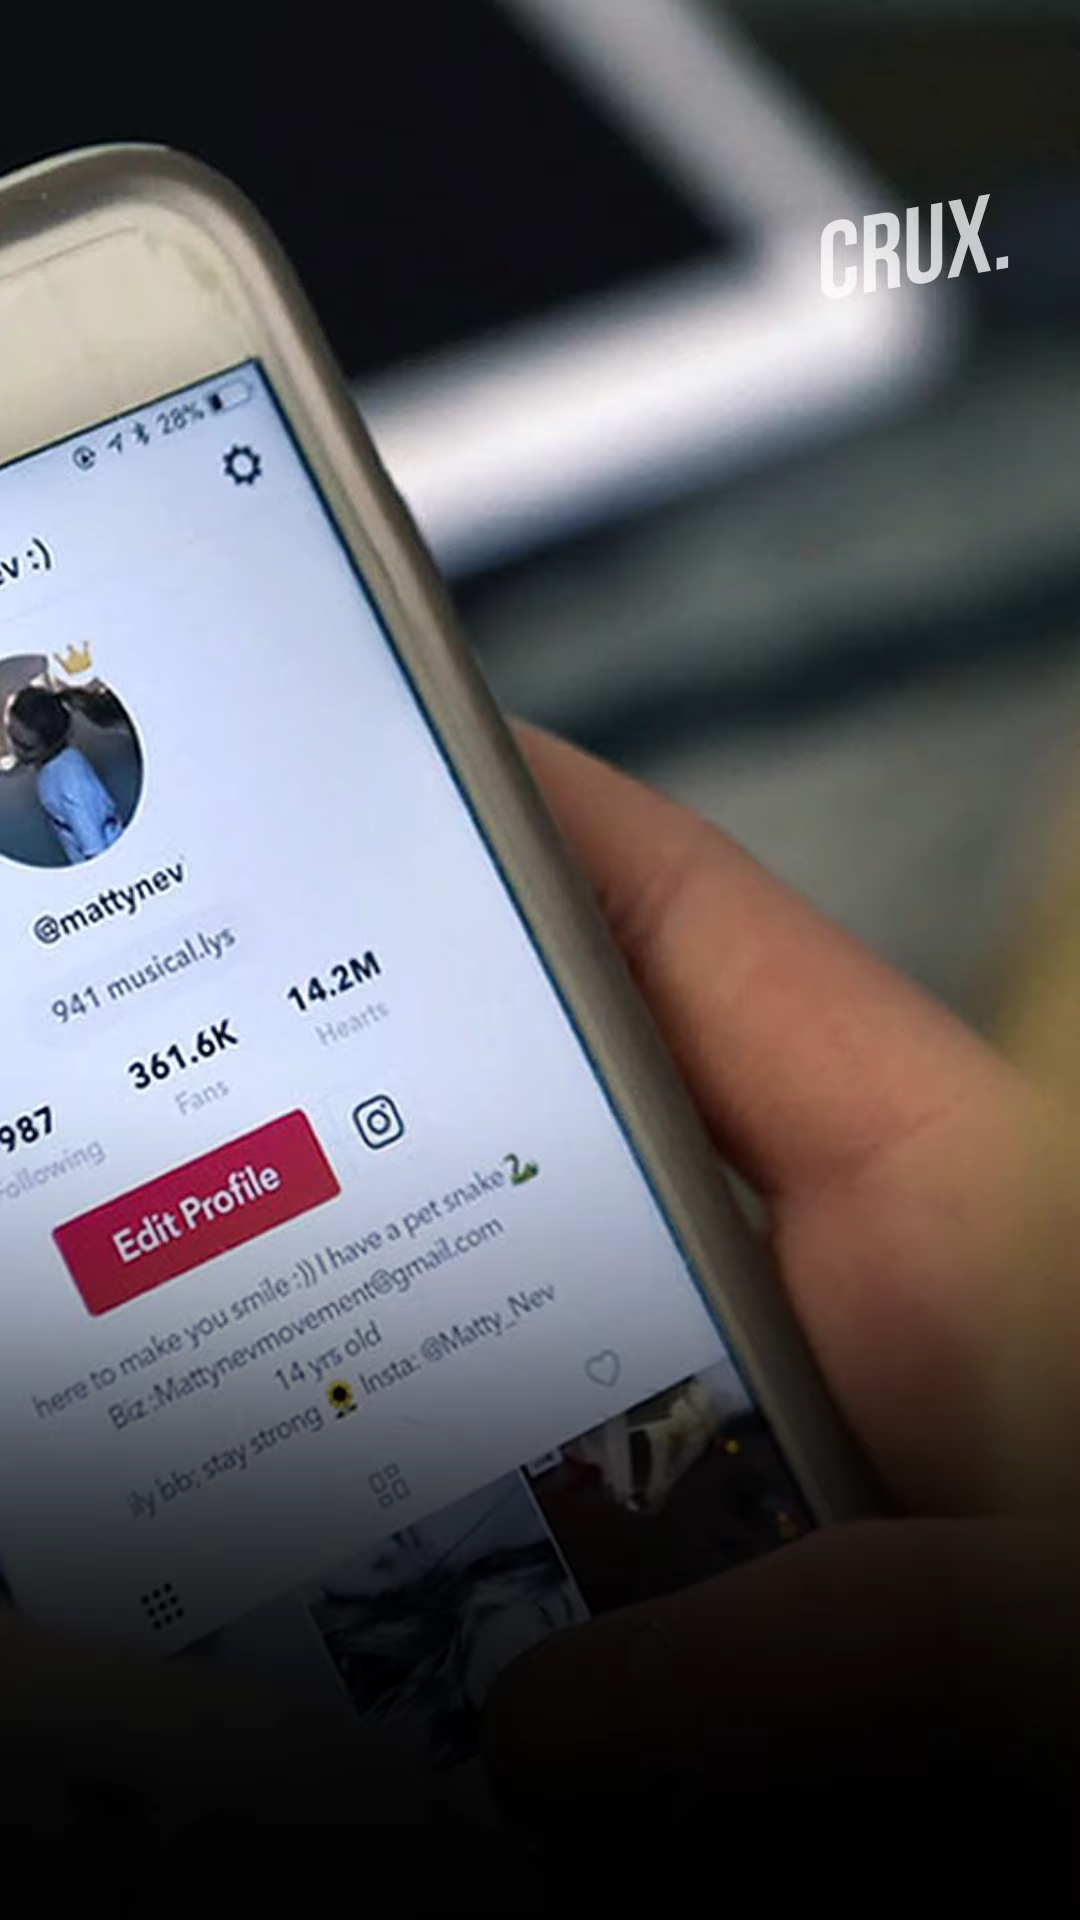 CRUX.
28%
ev :)
@mattynev
941 musical.lys
987
361.6K
14.2M
Following
Fans
Hearts
Edit Profile
here to make you smile :)) I have a pet snake🐍
Biz:Mattynevmovement@gmail.com
14 yrs old
ily bb; stay strong 🌻 Insta: @Matty_Nev